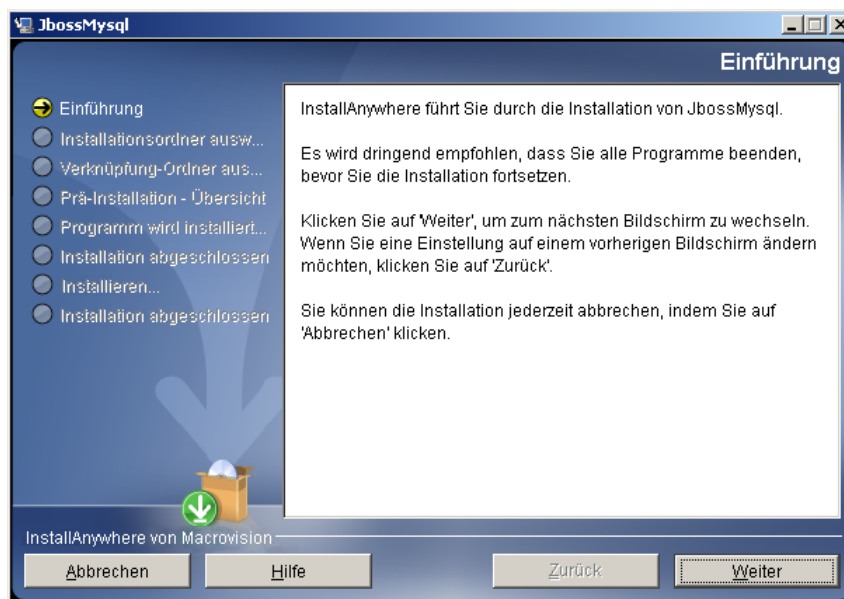 JbossMysql
Einführung
Einführung
Installationsordner ausw...
Verknüpfung-Ordner aus...
Prä-Installation - Übersicht
Programm wird installiert...
Installation abgeschlossen
Installieren...
Installation abgeschlossen
InstallAnywhere führt Sie durch die Installation von JbossMysql.
Es wird dringend empfohlen, dass Sie alle Programme beenden,
bevor Sie die Installation fortsetzen.
Klicken Sie auf 'Weiter', um zum nächsten Bildschirm zu wechseln.
Wenn Sie eine Einstellung auf einem vorherigen Bildschirm ändern
möchten, klicken Sie auf 'Zurück'.
Sie können die Installation jederzeit abbrechen, indem Sie auf
'Abbrechen' klicken.
InstallAnywhere von Macrovision
Abbrechen
Hilfe
Zurück
Weiter